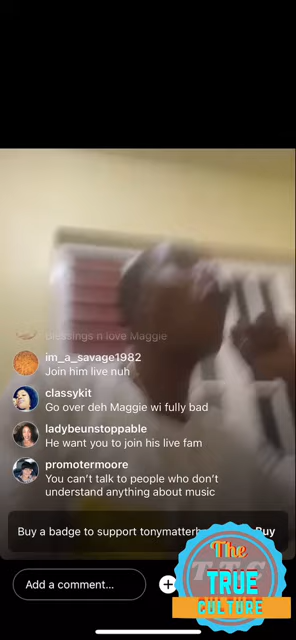 blessings n love Maggie
im_a_savage1982
Join him live nuh
classykit
Go over deh Maggie wi fully bad
ladybeunstoppable
He want you to join his live fam
promotermoore
You can't talk to people who don't
understand anything about music
Buy a badge to support tonymatterh
Buy
Add a comment...
The
TRUE
CULTURE